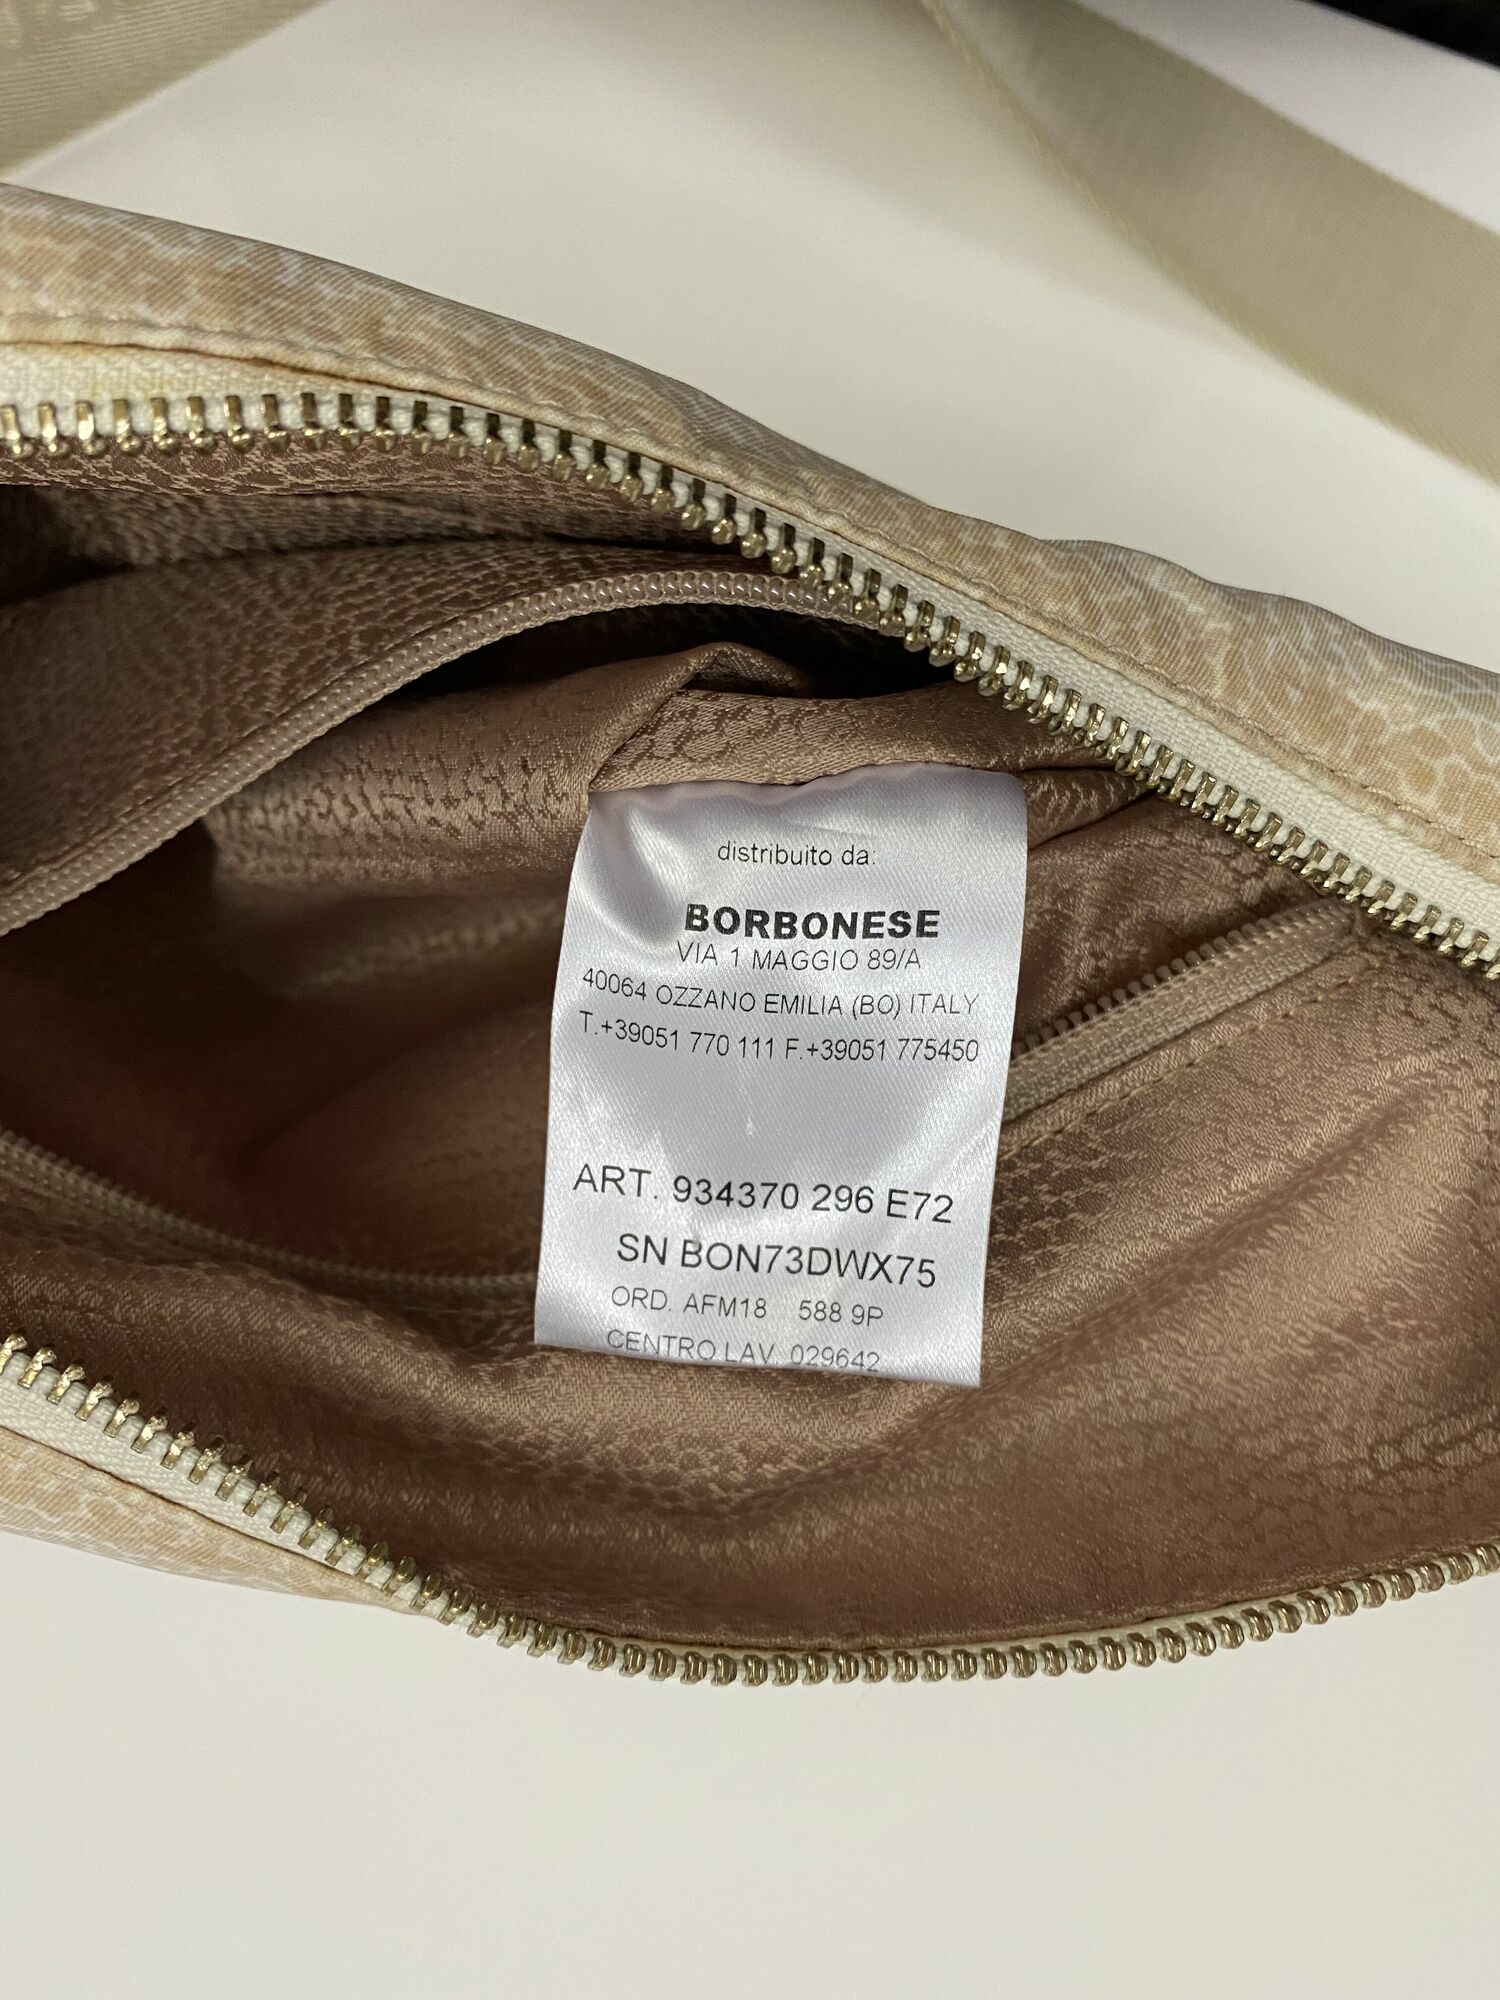 distribuito da:
BORBONESE
VIA 1 MAGGIO 89/A
40064 OZZANO EMILIA (BO) ITALY
T.+39051 770 111 F.+39051 775450
ART. 934370 296 E72
SN BON73DWX75
ORD. AFM18 588 9P
CENTRO LAV. 029642